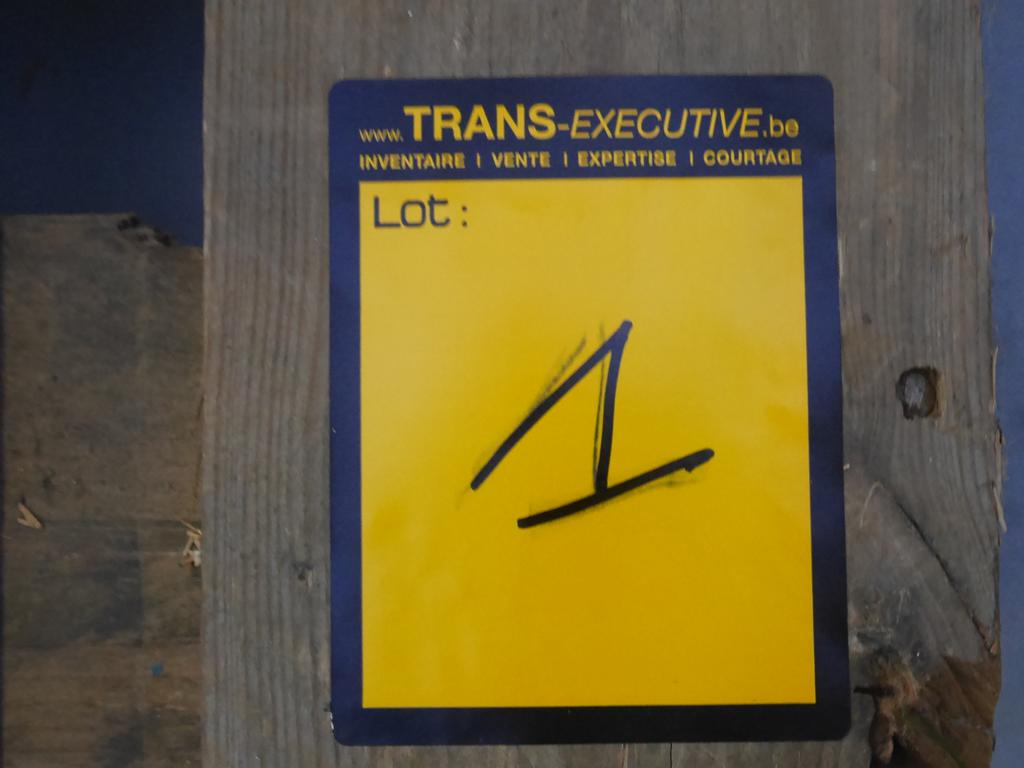 www.TRANS-EXECUTIVE.be
INVENTAIRE | VENTE | EXPERTISE | COURTAGE
Lot :
1